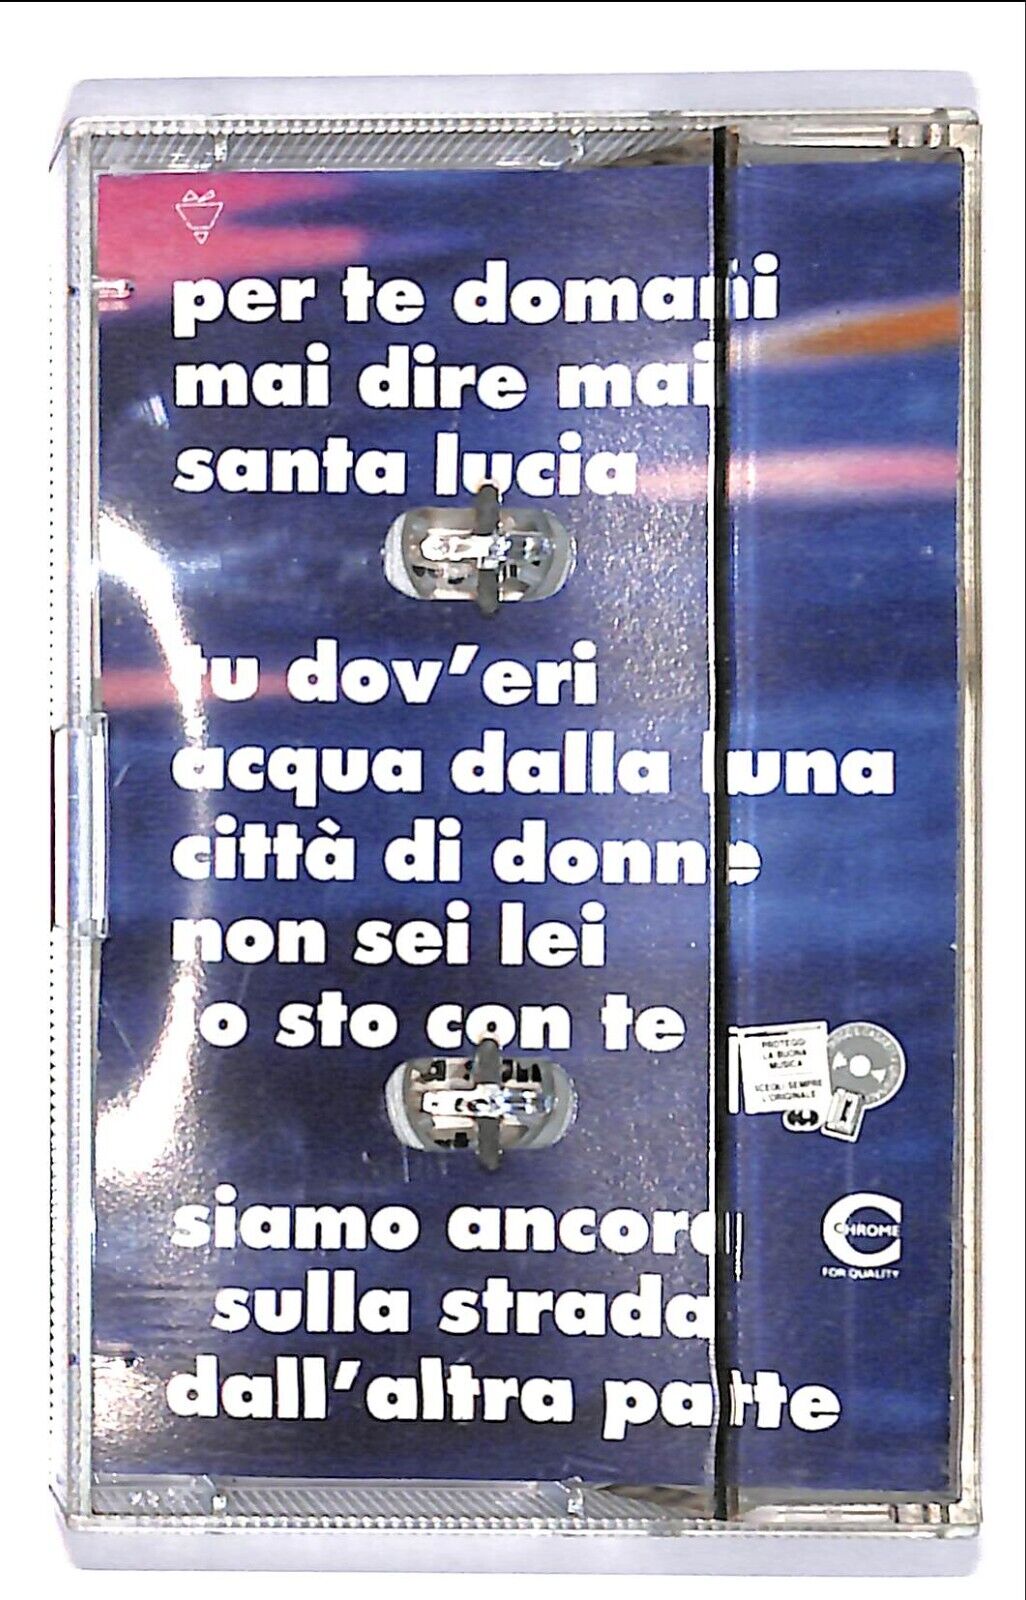 per te domani
mai dire mai
santa lucia
tu dov'eri
acqua dalla luna
città di donne
non sei lei
io sto con te
PROTEGGI
LA BUONA
MUSICA
SCEGLI SEMPRE
L'ORIGINALE
siamo ancora
CHROME
FOR QUALITY
sulla strada
dall'altra parte